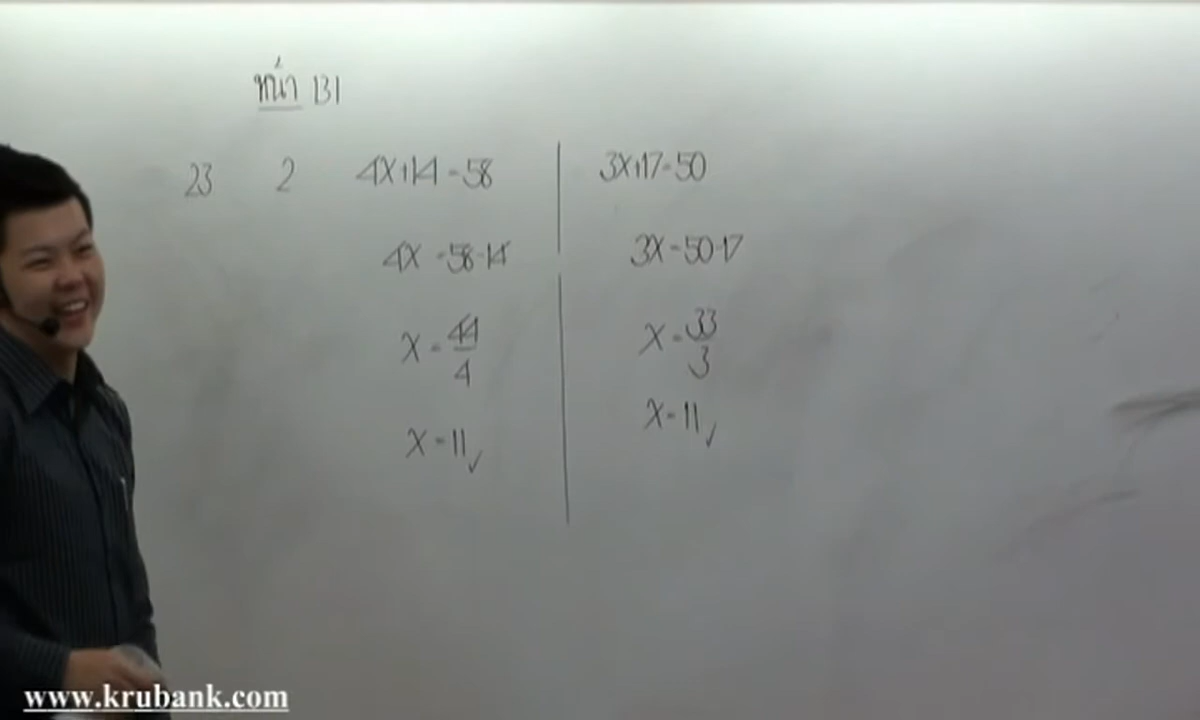 หน้า 131
23 2 4x+14=58
4x =58-14
x = 44/4
x = 11 ✓
3x+17=50
3x=50-17
x = 33/3
x=11 ✓
www.krubank.com